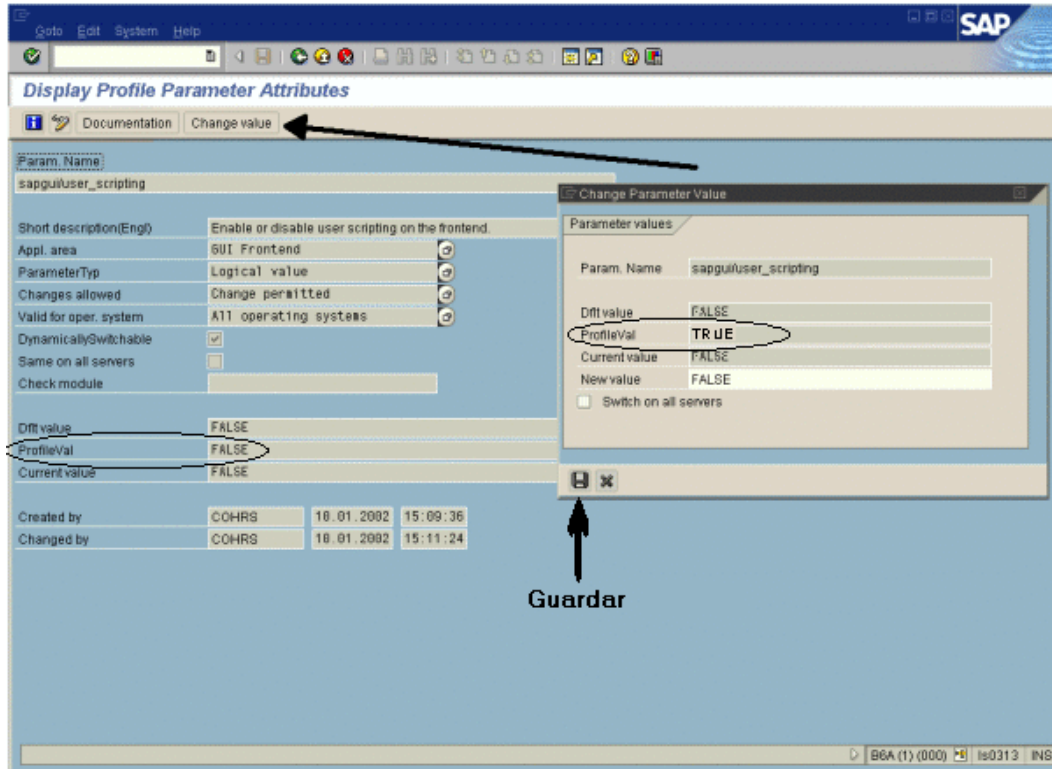 Goto Edit System Help
SAP
Display Profile Parameter Attributes
Documentation Change value
Param. Name
sapgui/user_scripting
Short description(Engl) Enable or disable user scripting on the frontend.
Appl. area GUI Frontend
ParameterTyp Logical value
Changes allowed Change permitted
Valid for oper. system All operating systems
DynamicallySwitchable
Same on all servers
Check module
Dflt value FALSE
ProfileVal FALSE
Current value FALSE
Created by COHRS 18.01.2002 15:09:36
Changed by COHRS 18.01.2002 15:11:24
Change Parameter Value
Parameter values
Param. Name sapgui/user_scripting
Dflt value FALSE
ProfileVal TRUE
Current value FALSE
New value FALSE
Switch on all servers
Guardar
B6A (1) (000) ls0313 INS